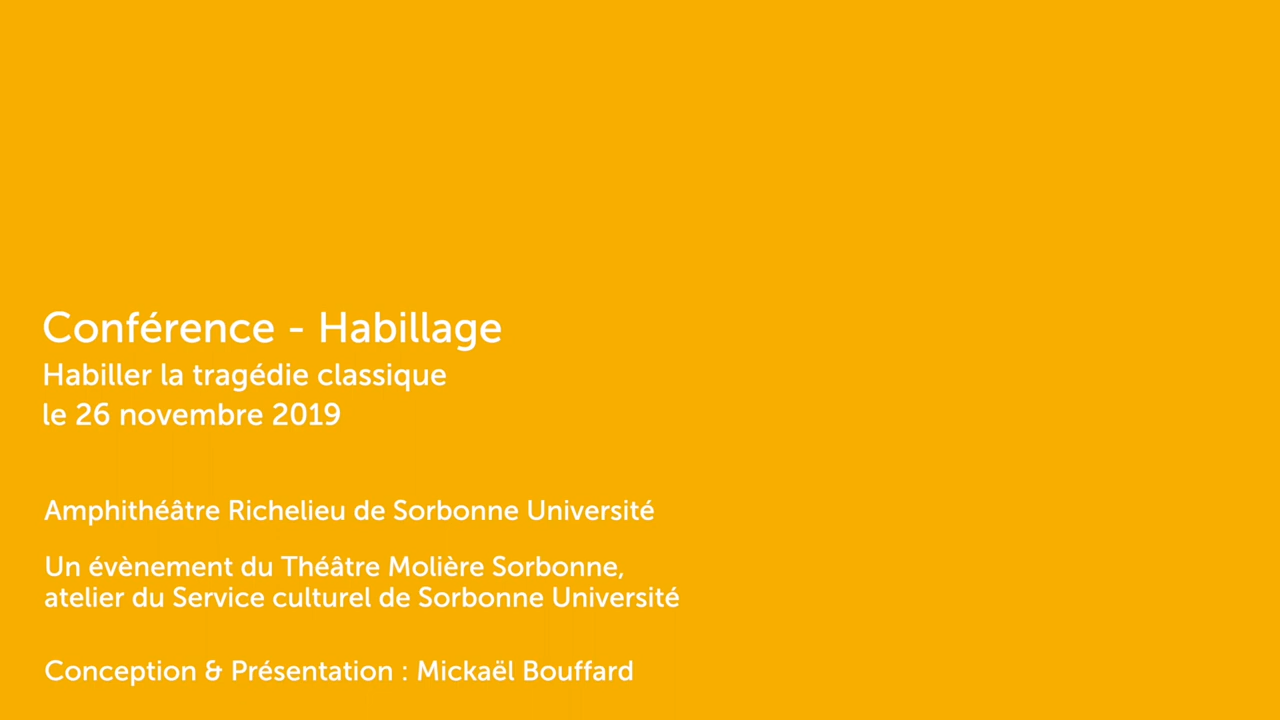 Conférence - Habillage
Habiller la tragédie classique
le 26 novembre 2019
Amphithéâtre Richelieu de Sorbonne Université
Un évènement du Théâtre Molière Sorbonne,
atelier du Service culturel de Sorbonne Université
Conception & Présentation : Mickaël Bouffard